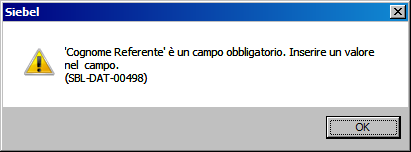 Siebel
'Cognome Referente' è un campo obbligatorio. Inserire un valore
nel campo.
(SBL-DAT-00498)
OK